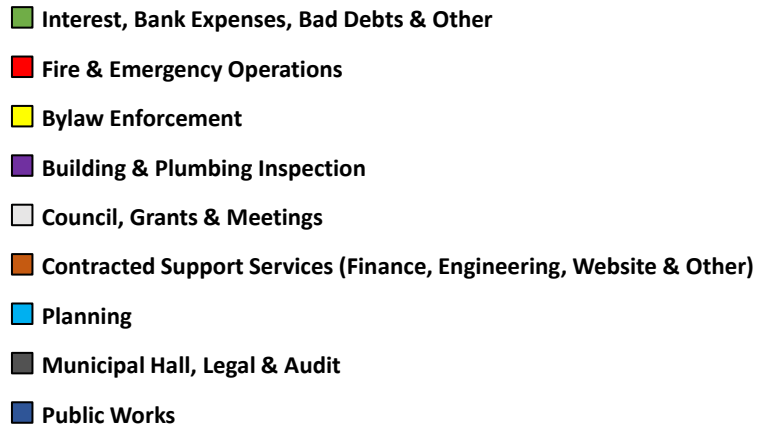 Interest, Bank Expenses, Bad Debts & Other
Fire & Emergency Operations
Bylaw Enforcement
Building & Plumbing Inspection
Council, Grants & Meetings
Contracted Support Services (Finance, Engineering, Website & Other)
Planning
Municipal Hall, Legal & Audit
Public Works